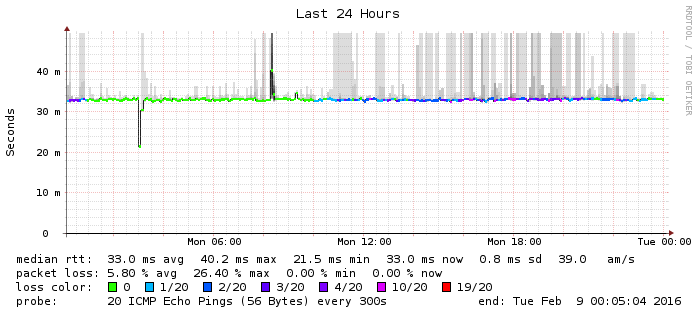 Last 24 Hours
RRDTOOL / TOBI OETIKER
Seconds
40 m
30 m
20 m
10 m
0
Mon 06:00 Mon 12:00 Mon 18:00 Tue 00:00
median rtt: 33.0 ms avg 40.2 ms max 21.5 ms min 33.0 ms now 0.8 ms sd 39.0 am/s
packet loss: 5.80 % avg 26.40 % max 0.00 % min 0.00 % now
loss color: 0 1/20 2/20 3/20 4/20 10/20 19/20
probe: 20 ICMP Echo Pings (56 Bytes) every 300s end: Tue Feb 9 00:05:04 2016